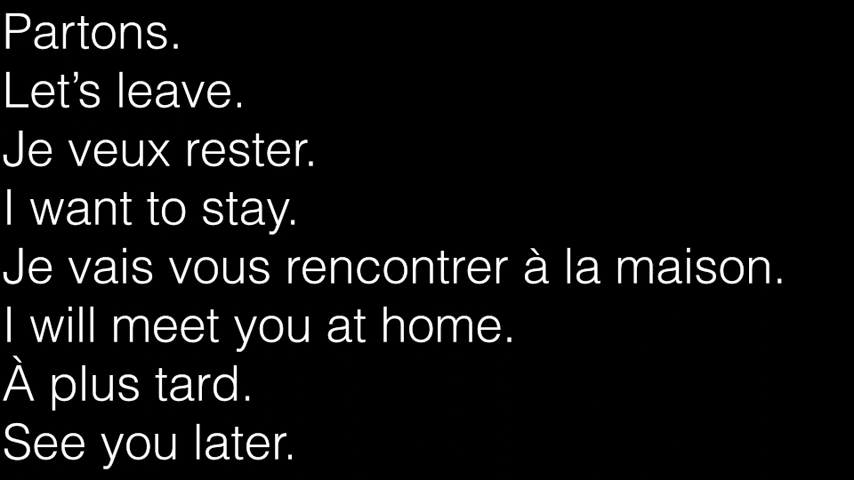 Partons.
Let’s leave.
Je veux rester.
I want to stay.
Je vais vous rencontrer à la maison.
I will meet you at home.
À plus tard.
See you later.